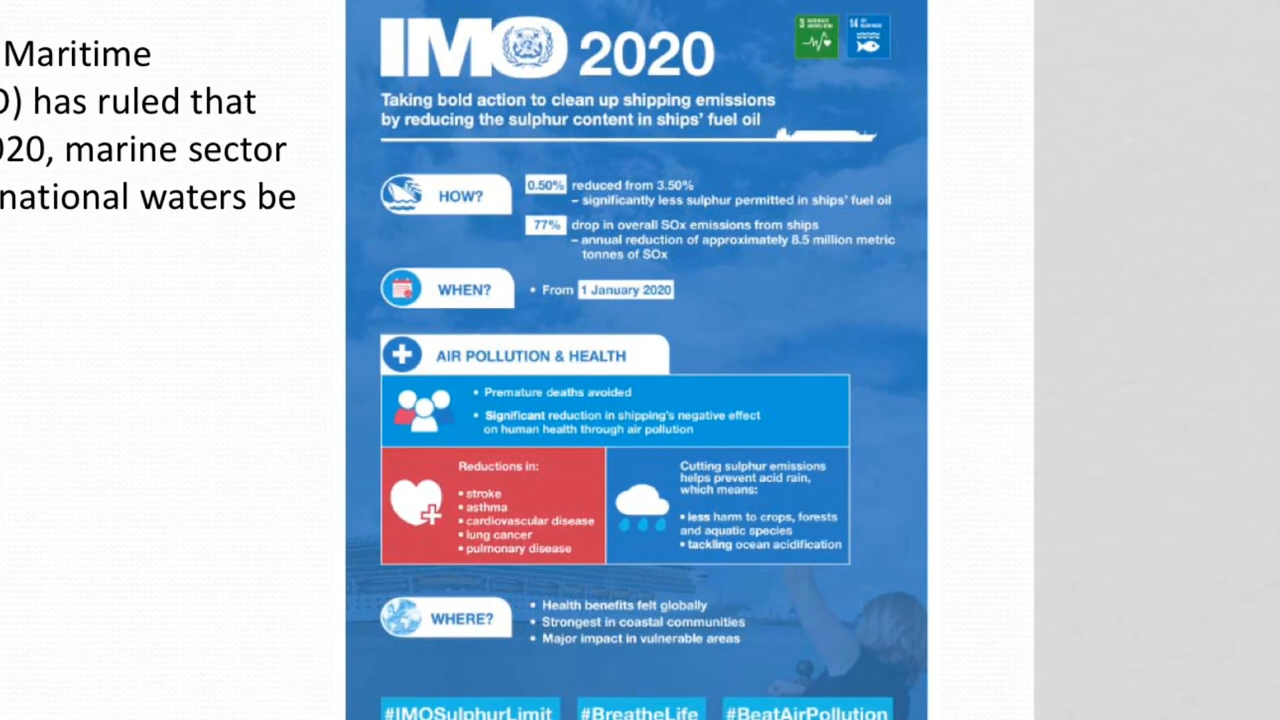 Maritime
) has ruled that
20, marine sector
national waters be
IMO 2020
Taking bold action to clean up shipping emissions
by reducing the sulphur content in ships' fuel oil
HOW?
0.50% reduced from 3.50%
– significantly less sulphur permitted in ships' fuel oil
77% drop in overall SOx emissions from ships
– annual reduction of approximately 8.5 million metric
tonnes of SOx
WHEN?
• From 1 January 2020
AIR POLLUTION & HEALTH
• Premature deaths avoided
• Significant reduction in shipping's negative effect
on human health through air pollution
Reductions in:
• stroke
• asthma
• cardiovascular disease
• lung cancer
• pulmonary disease
Cutting sulphur emissions
helps prevent acid rain,
which means:
• less harm to crops, forests
and aquatic species
• tackling ocean acidification
WHERE?
• Health benefits felt globally
• Strongest in coastal communities
• Major impact in vulnerable areas
#IMOSulphurLimit #BreatheLife #BeatAirPollution